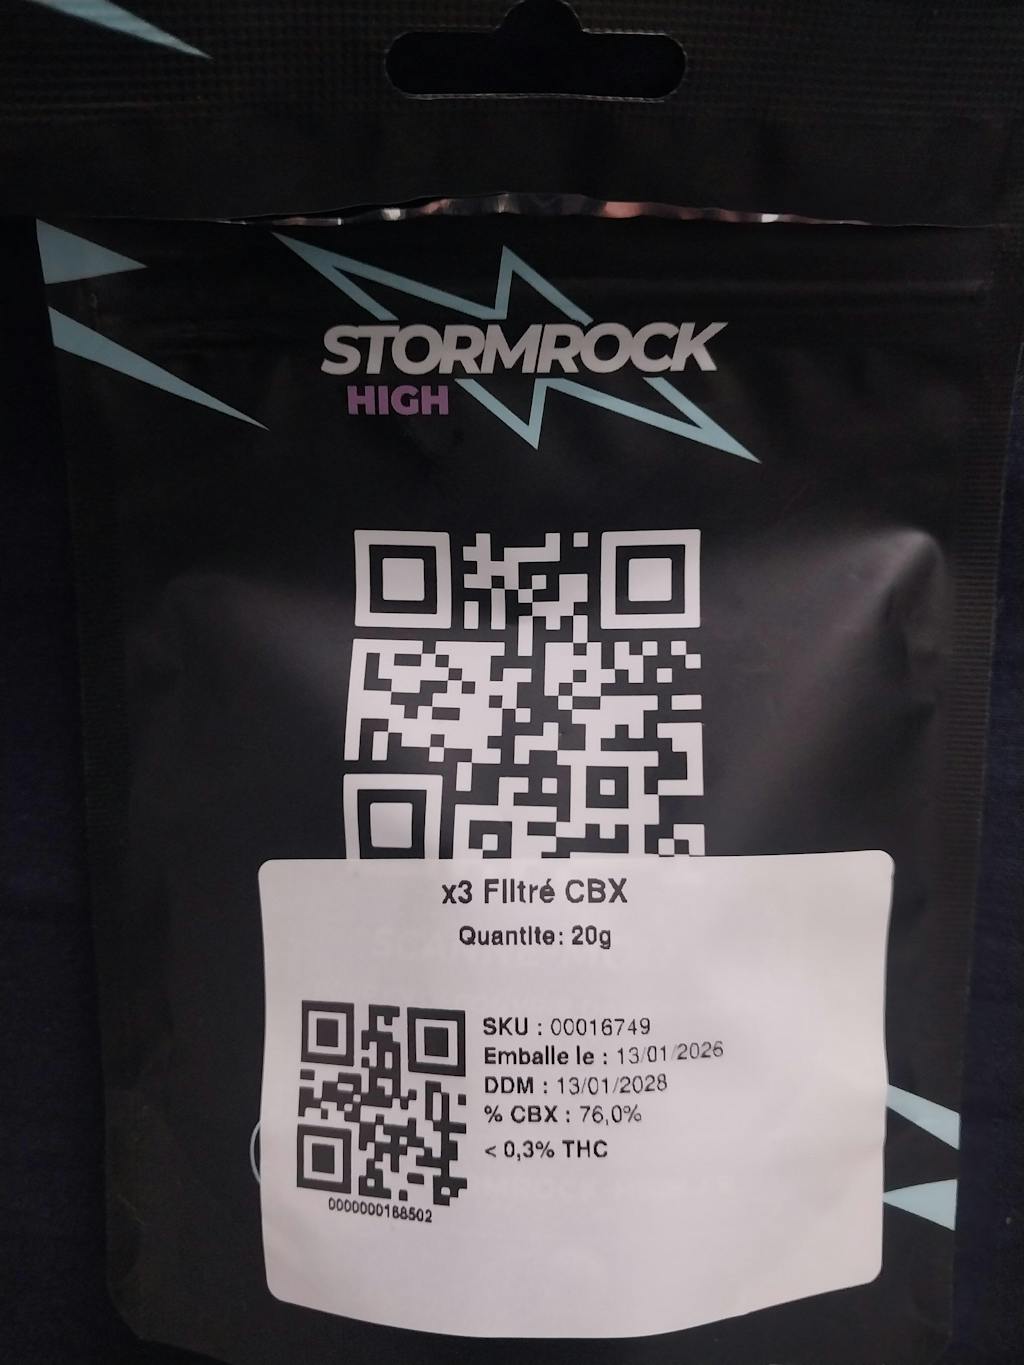 STORMROCK
HIGH
x3 Filtré CBX
Quantite: 20g
SKU : 00016749
Emballe le : 13/01/2026
DDM : 13/01/2028
% CBX : 76,0%
< 0,3% THC
0000000168502